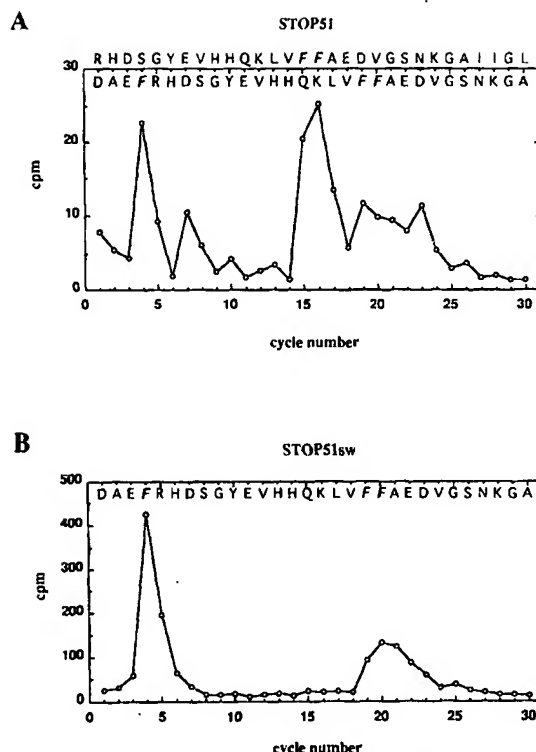 A
STOP51
R H D S G Y E V H H Q K L V F F A E D V G S N K G A I I G L
D A E F R H D S G Y E V H H Q K L V F F A E D V G S N K G A
30
20
10
0
cpm
0 5 10 15 20 25 30
cycle number
B
STOP51sw
D A E F R H D S G Y E V H H Q K L V F F A E D V G S N K G A
500
400
300
200
100
0
cpm
0 5 10 15 20 25 30
cycle number